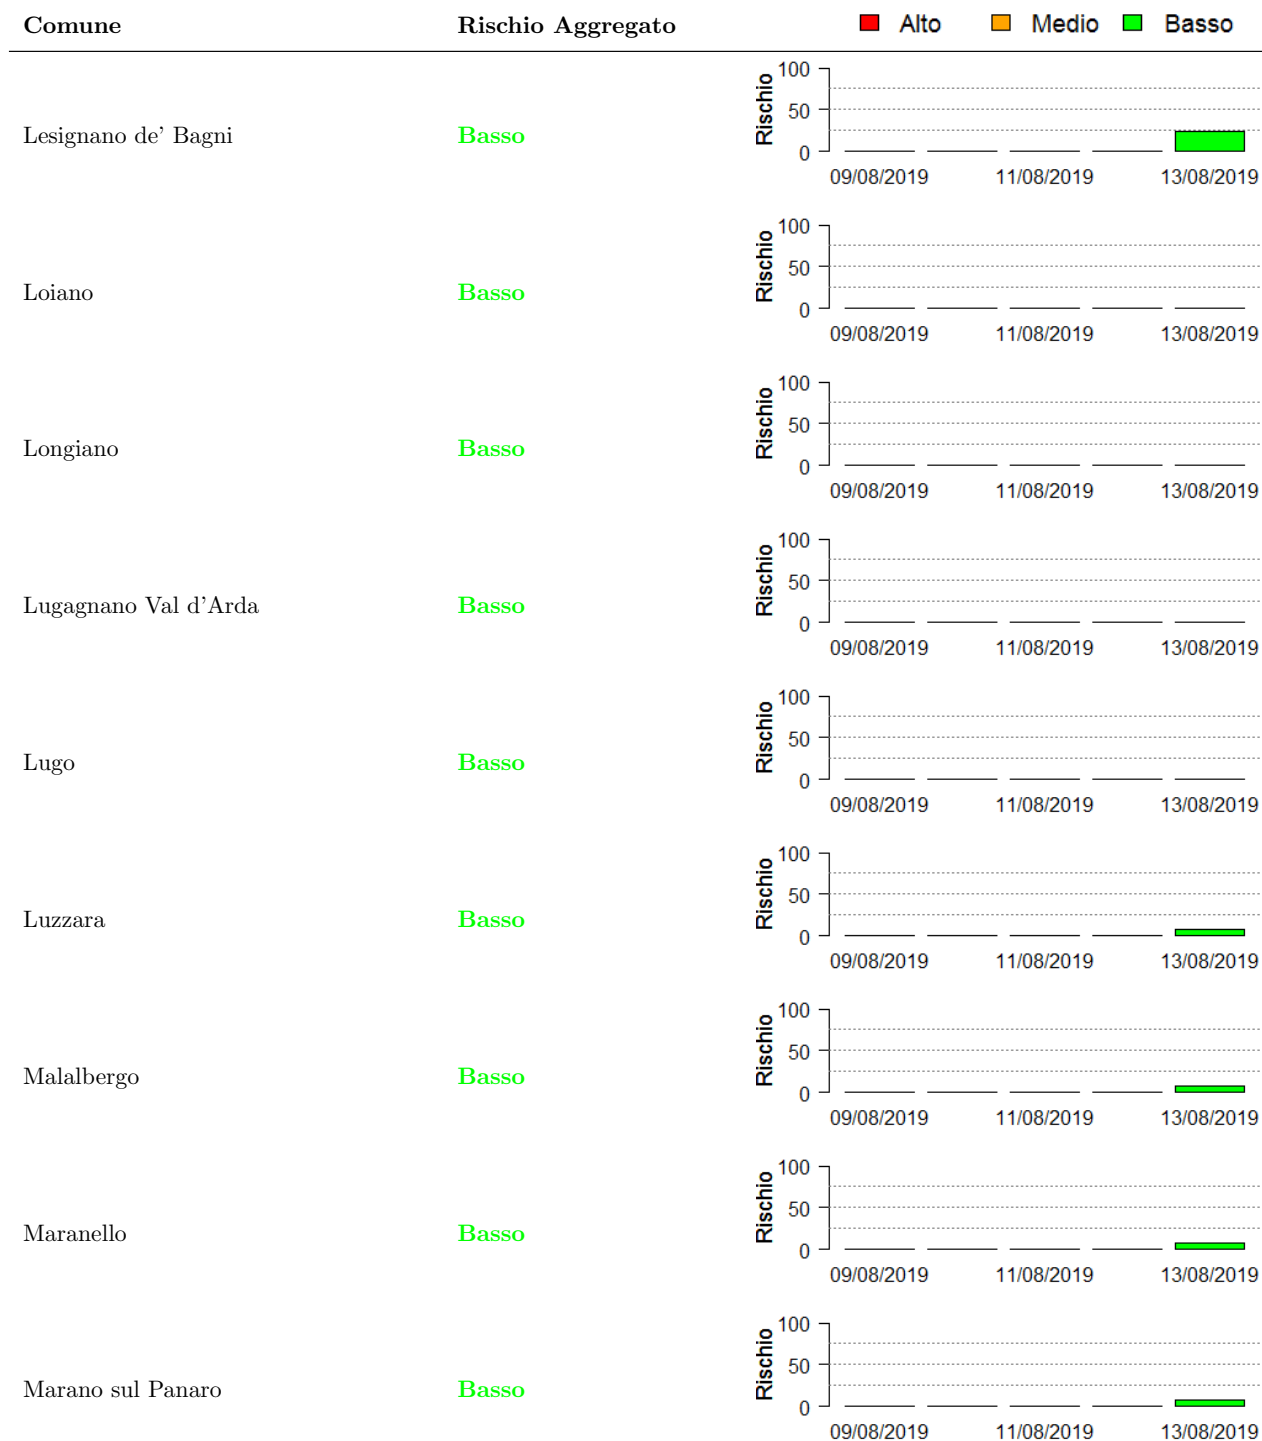 Comune Rischio Aggregato Alto Medio Basso
Lesignano de' Bagni Basso
Rischio
100
50
0
09/08/2019 11/08/2019 13/08/2019
Loiano Basso
Rischio
100
50
0
09/08/2019 11/08/2019 13/08/2019
Longiano Basso
Rischio
100
50
0
09/08/2019 11/08/2019 13/08/2019
Lugagnano Val d'Arda Basso
Rischio
100
50
0
09/08/2019 11/08/2019 13/08/2019
Lugo Basso
Rischio
100
50
0
09/08/2019 11/08/2019 13/08/2019
Luzzara Basso
Rischio
100
50
0
09/08/2019 11/08/2019 13/08/2019
Malalbergo Basso
Rischio
100
50
0
09/08/2019 11/08/2019 13/08/2019
Maranello Basso
Rischio
100
50
0
09/08/2019 11/08/2019 13/08/2019
Marano sul Panaro Basso
Rischio
100
50
0
09/08/2019 11/08/2019 13/08/2019